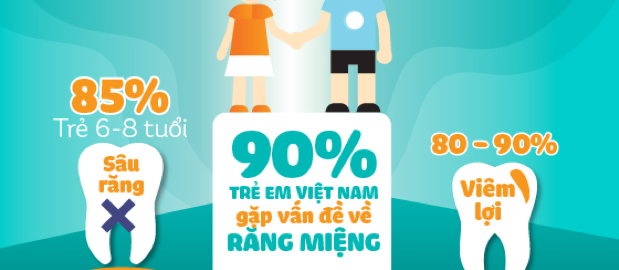 85%
Trẻ 6-8 tuổi
Sâu
răng
90%
TRẺ EM VIỆT NAM
gặp vấn đề về
RĂNG MIỆNG
80 - 90%
Viêm
lợi